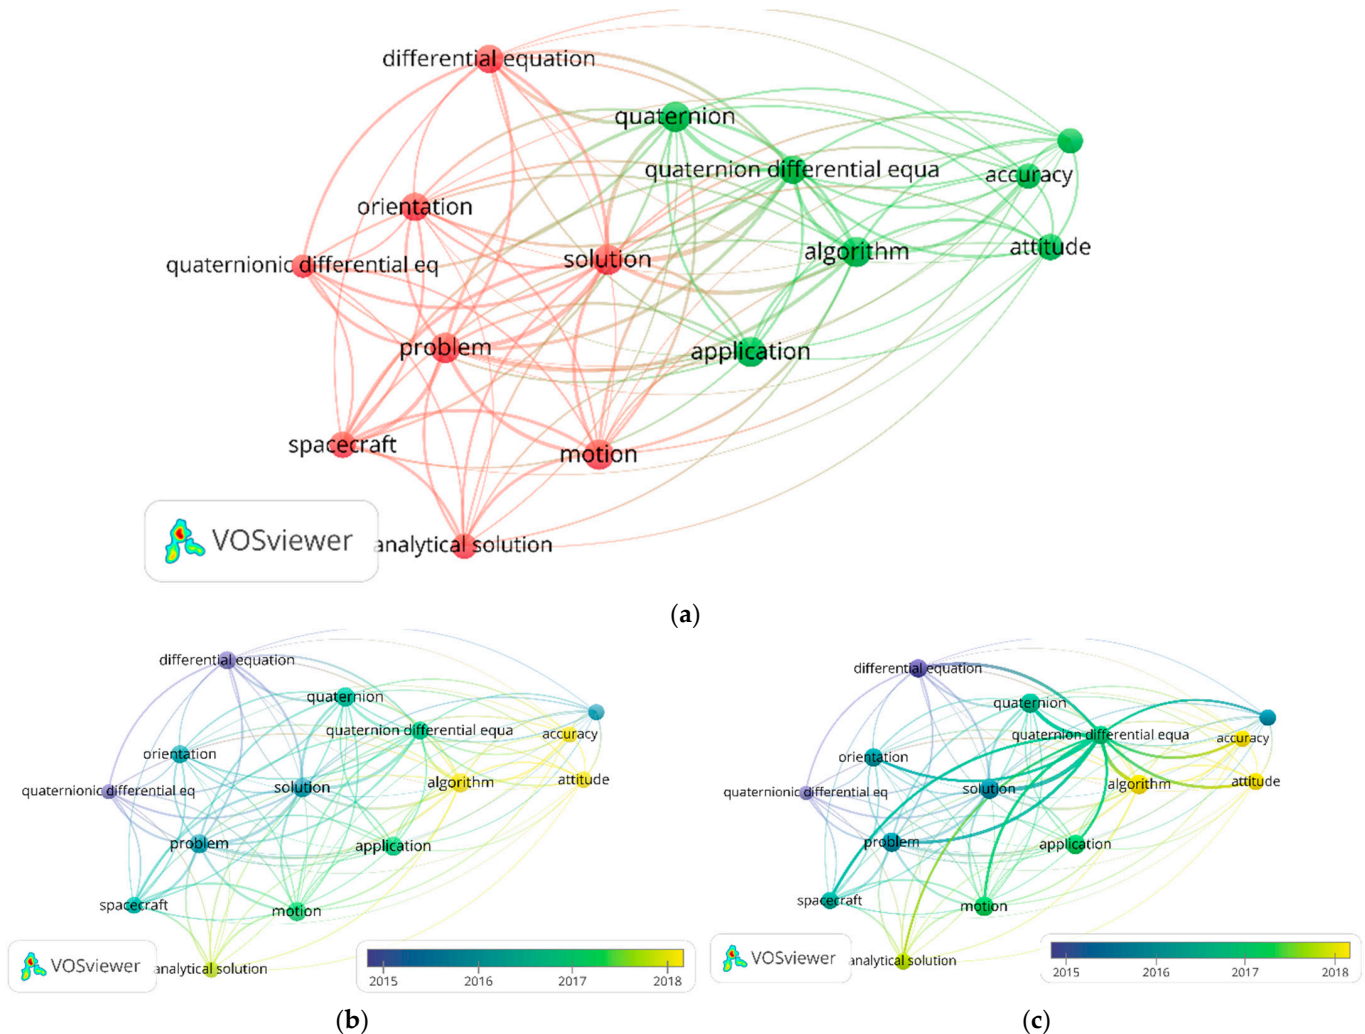 differential equation
quaternion
quaternion differential equa
accuracy
orientation
attitude
algorithm
solution
quaternionic differential eq
problem
application
spacecraft
motion
VOSviewer
analytical solution
(a)
differential equation
quaternion
quaternion differential equa
accuracy
orientation
attitude
algorithm
solution
quaternionic differential eq
problem
application
spacecraft
motion
VOSviewer
analytical solution
2015 2016 2017 2018
(b)
differential equation
quaternion
quaternion differential equa
accuracy
orientation
attitude
algorithm
solution
quaternionic differential eq
problem
application
spacecraft
motion
VOSviewer
analytical solution
2015 2016 2017 2018
(c)